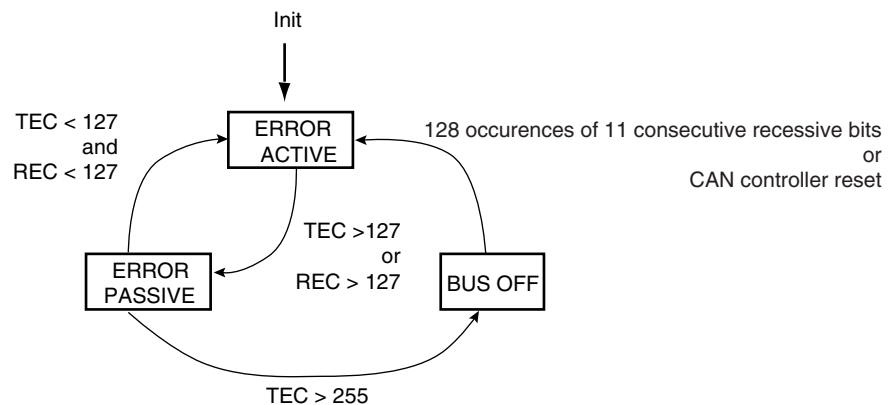 Init
TEC < 127
and
REC < 127
ERROR
ACTIVE
128 occurences of 11 consecutive recessive bits
or
CAN controller reset
TEC >127
or
REC > 127
ERROR
PASSIVE
BUS OFF
TEC > 255